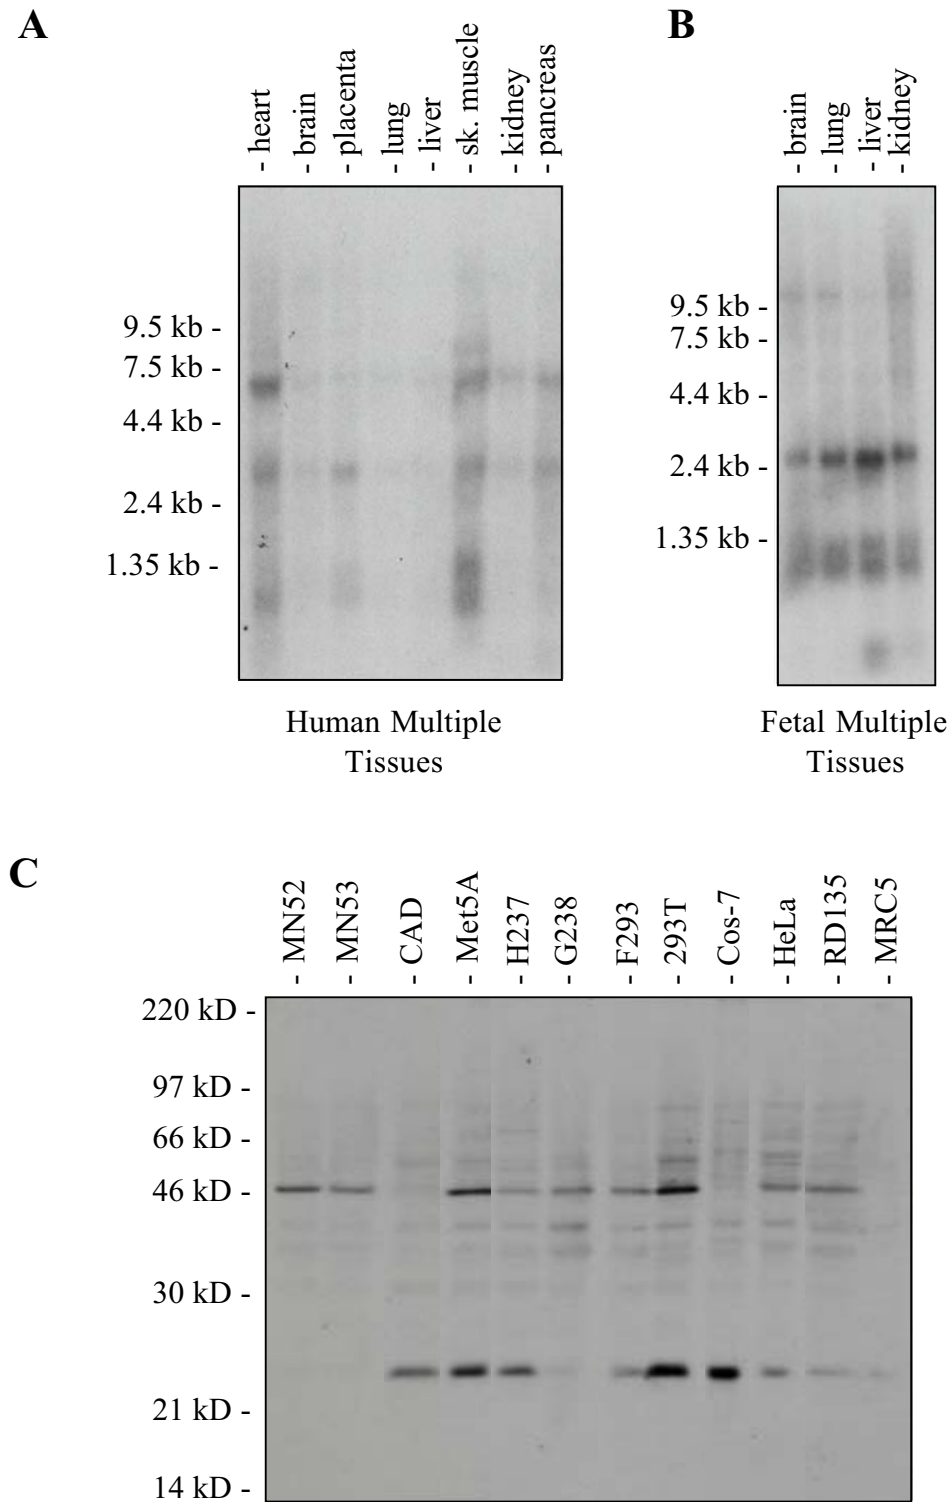 A
- heart
- brain
- placenta
- lung
- liver
- sk. muscle
- kidney
- pancreas
9.5 kb -
7.5 kb -
4.4 kb -
2.4 kb -
1.35 kb -
Human Multiple
Tissues
B
- brain
- lung
- liver
- kidney
9.5 kb -
7.5 kb -
4.4 kb -
2.4 kb -
1.35 kb -
Fetal Multiple
Tissues
C
- MN52
- MN53
- CAD
- Met5A
- H237
- G238
- F293
- 293T
- Cos-7
- HeLa
- RD135
- MRC5
220 kD -
97 kD -
66 kD -
46 kD -
30 kD -
21 kD -
14 kD -